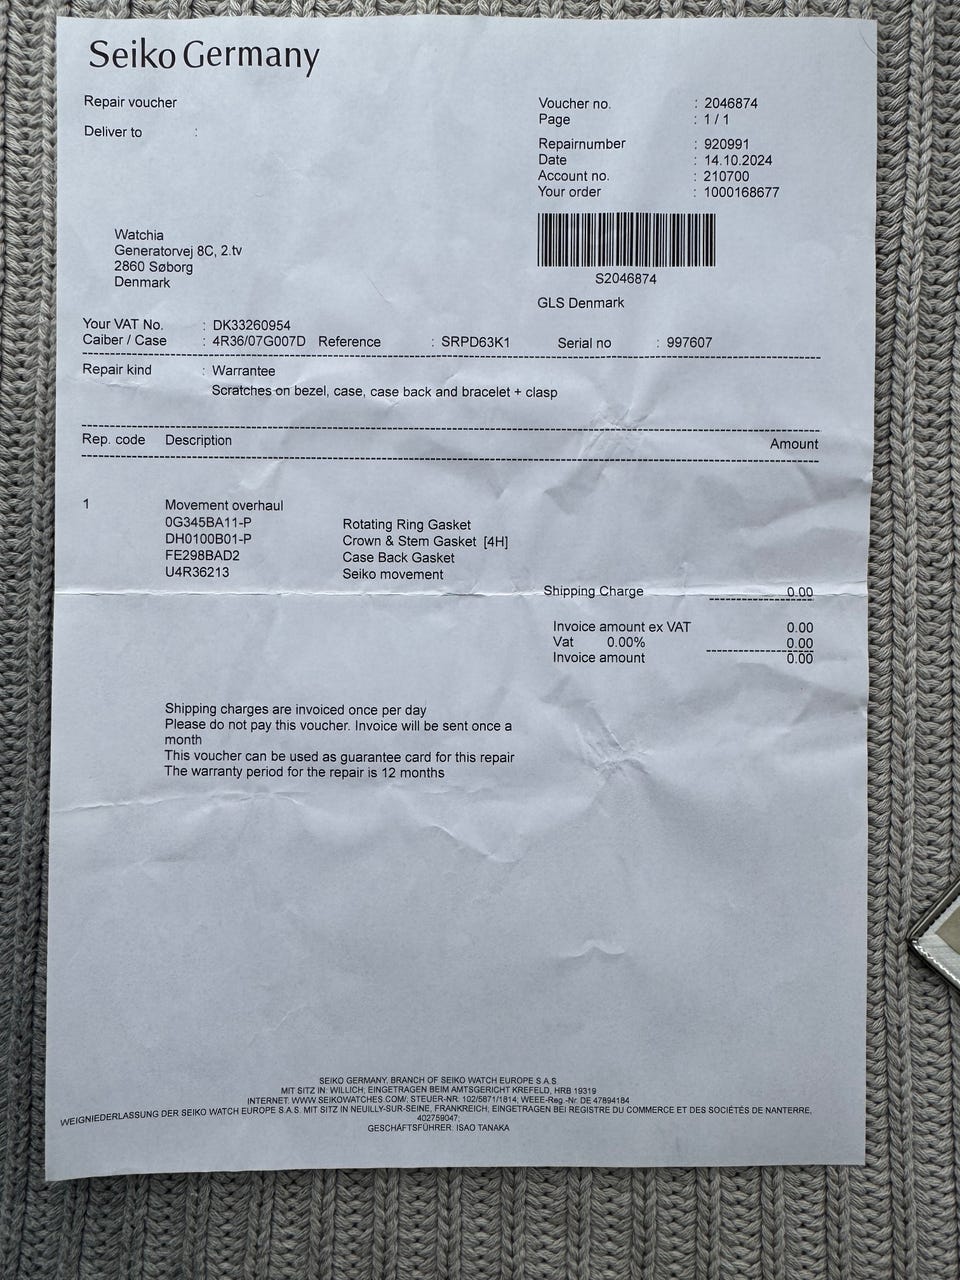 Seiko Germany
Repair voucher
Deliver to :
Voucher no. : 2046874
Page : 1 / 1
Repairnumber : 920991
Date : 14.10.2024
Account no. : 210700
Your order : 1000168677
Watchia
Generatorvej 8C, 2.tv
2860 Søborg
Denmark
S2046874
GLS Denmark
Your VAT No. : DK33260954
Caiber / Case : 4R36/07G007D Reference : SRPD63K1 Serial no : 997607
Repair kind : Warrantee
Scratches on bezel, case, case back and bracelet + clasp
Rep. code Description Amount
1 Movement overhaul
0G345BA11-P Rotating Ring Gasket
DH0100B01-P Crown & Stem Gasket [4H]
FE298BAD2 Case Back Gasket
U4R36213 Seiko movement
Shipping Charge 0.00
Invoice amount ex VAT 0.00
Vat 0.00% 0.00
Invoice amount 0.00
Shipping charges are invoiced once per day
Please do not pay this voucher. Invoice will be sent once a
month
This voucher can be used as guarantee card for this repair
The warranty period for the repair is 12 months
SEIKO GERMANY, BRANCH OF SEIKO WATCH EUROPE S.A.S.
MIT SITZ IN: WILLICH; EINGETRAGEN BEIM AMTSGERICHT KREFELD, HRB 19319
INTERNET: WWW.SEIKOWATCHES.COM/; STEUER-NR: 102/5871/1814; WEEE-Reg.-Nr. DE 47894184
WEIGNIEDERLASSUNG DER SEIKO WATCH EUROPE S.A.S. MIT SITZ IN NEUILLY-SUR-SEINE, FRANKREICH; EINGETRAGEN BEI REGISTRE DU COMMERCE ET DES SOCIÉTÉS DE NANTERRE,
402759047;
GESCHÄFTSFÜHRER: ISAO TANAKA